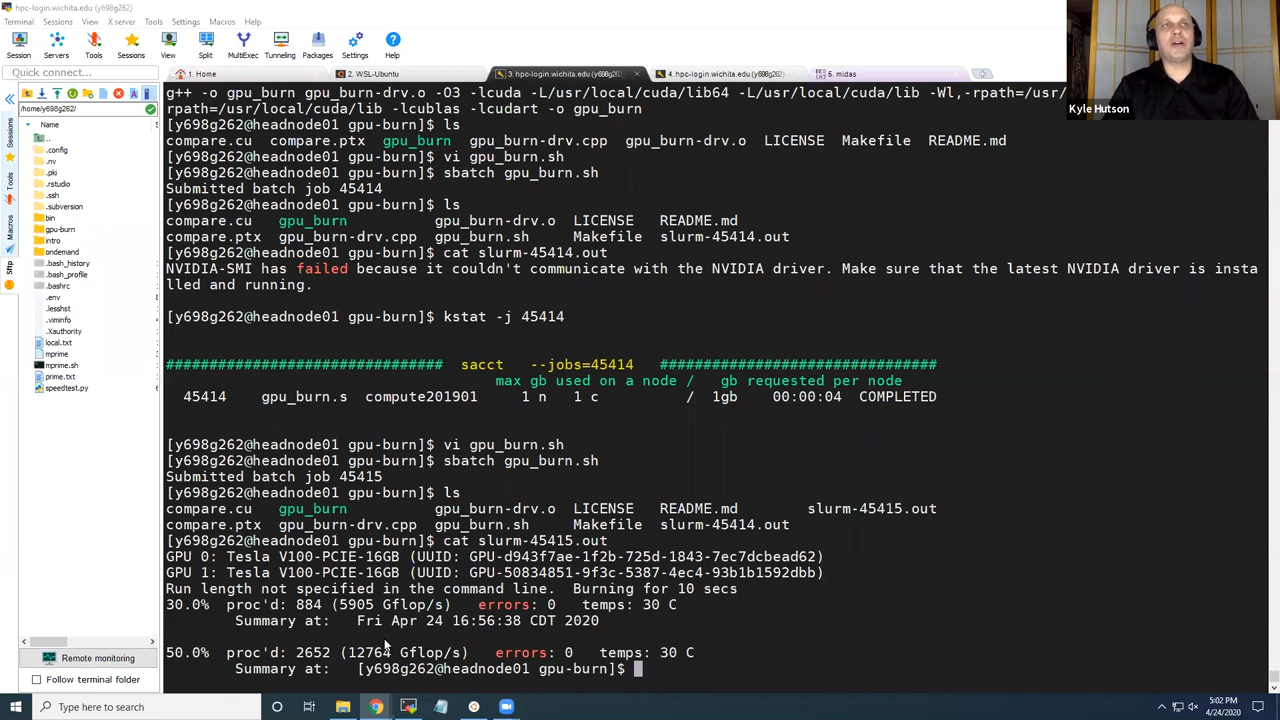 hpc-login.wichita.edu (y698g262)
Terminal Sessions View X server Tools Settings Macros Help
Session Servers Tools Sessions View Split MultiExec Tunneling Packages Settings Help
Quick connect...
1. Home 2. WSL-Ubuntu 3. hpc-login.wichita.edu (y698g262) 4. hpc-login.wichita.edu (y698g262) 5. midas
Kyle Hutson
/home/y698g262/
Name
..
.config
.nv
.pki
.rstudio
.ssh
.subversion
bin
gpu-burn
intro
ondemand
.bash_history
.bash_profile
.bashrc
.env
.lesshst
.viminfo
.Xauthority
local.txt
mprime
mprime.sh
prime.txt
speedtest.py
Sessions
Tools
Macros
Sftp
g++ -o gpu_burn gpu_burn-drv.o -O3 -lcuda -L/usr/local/cuda/lib64 -L/usr/local/cuda/lib -Wl,-rpath=/usr/
rpath=/usr/local/cuda/lib -lcublas -lcudart -o gpu_burn
[y698g262@headnode01 gpu-burn]$ ls
compare.cu compare.ptx gpu_burn gpu_burn-drv.cpp gpu_burn-drv.o LICENSE Makefile README.md
[y698g262@headnode01 gpu-burn]$ vi gpu_burn.sh
[y698g262@headnode01 gpu-burn]$ sbatch gpu_burn.sh
Submitted batch job 45414
[y698g262@headnode01 gpu-burn]$ ls
compare.cu gpu_burn gpu_burn-drv.o LICENSE README.md
compare.ptx gpu_burn-drv.cpp gpu_burn.sh Makefile slurm-45414.out
[y698g262@headnode01 gpu-burn]$ cat slurm-45414.out
NVIDIA-SMI has failed because it couldn't communicate with the NVIDIA driver. Make sure that the latest NVIDIA driver is insta
lled and running.
[y698g262@headnode01 gpu-burn]$ kstat -j 45414
############################### sacct --jobs=45414 ###############################
max gb used on a node / gb requested per node
45414 gpu_burn.s compute201901 1 n 1 c / 1gb 00:00:04 COMPLETED
[y698g262@headnode01 gpu-burn]$ vi gpu_burn.sh
[y698g262@headnode01 gpu-burn]$ sbatch gpu_burn.sh
Submitted batch job 45415
[y698g262@headnode01 gpu-burn]$ ls
compare.cu gpu_burn gpu_burn-drv.o LICENSE README.md slurm-45415.out
compare.ptx gpu_burn-drv.cpp gpu_burn.sh Makefile slurm-45414.out
[y698g262@headnode01 gpu-burn]$ cat slurm-45415.out
GPU 0: Tesla V100-PCIE-16GB (UUID: GPU-d943f7ae-1f2b-725d-1843-7ec7dcbead62)
GPU 1: Tesla V100-PCIE-16GB (UUID: GPU-50834851-9f3c-5387-4ec4-93b1b1592dbb)
Run length not specified in the command line. Burning for 10 secs
30.0% proc'd: 884 (5905 Gflop/s) errors: 0 temps: 30 C
Summary at: Fri Apr 24 16:56:38 CDT 2020
50.0% proc'd: 2652 (12764 Gflop/s) errors: 0 temps: 30 C
Summary at: [y698g262@headnode01 gpu-burn]$
Remote monitoring
Follow terminal folder
Type here to search
5:02 PM
4/24/2020